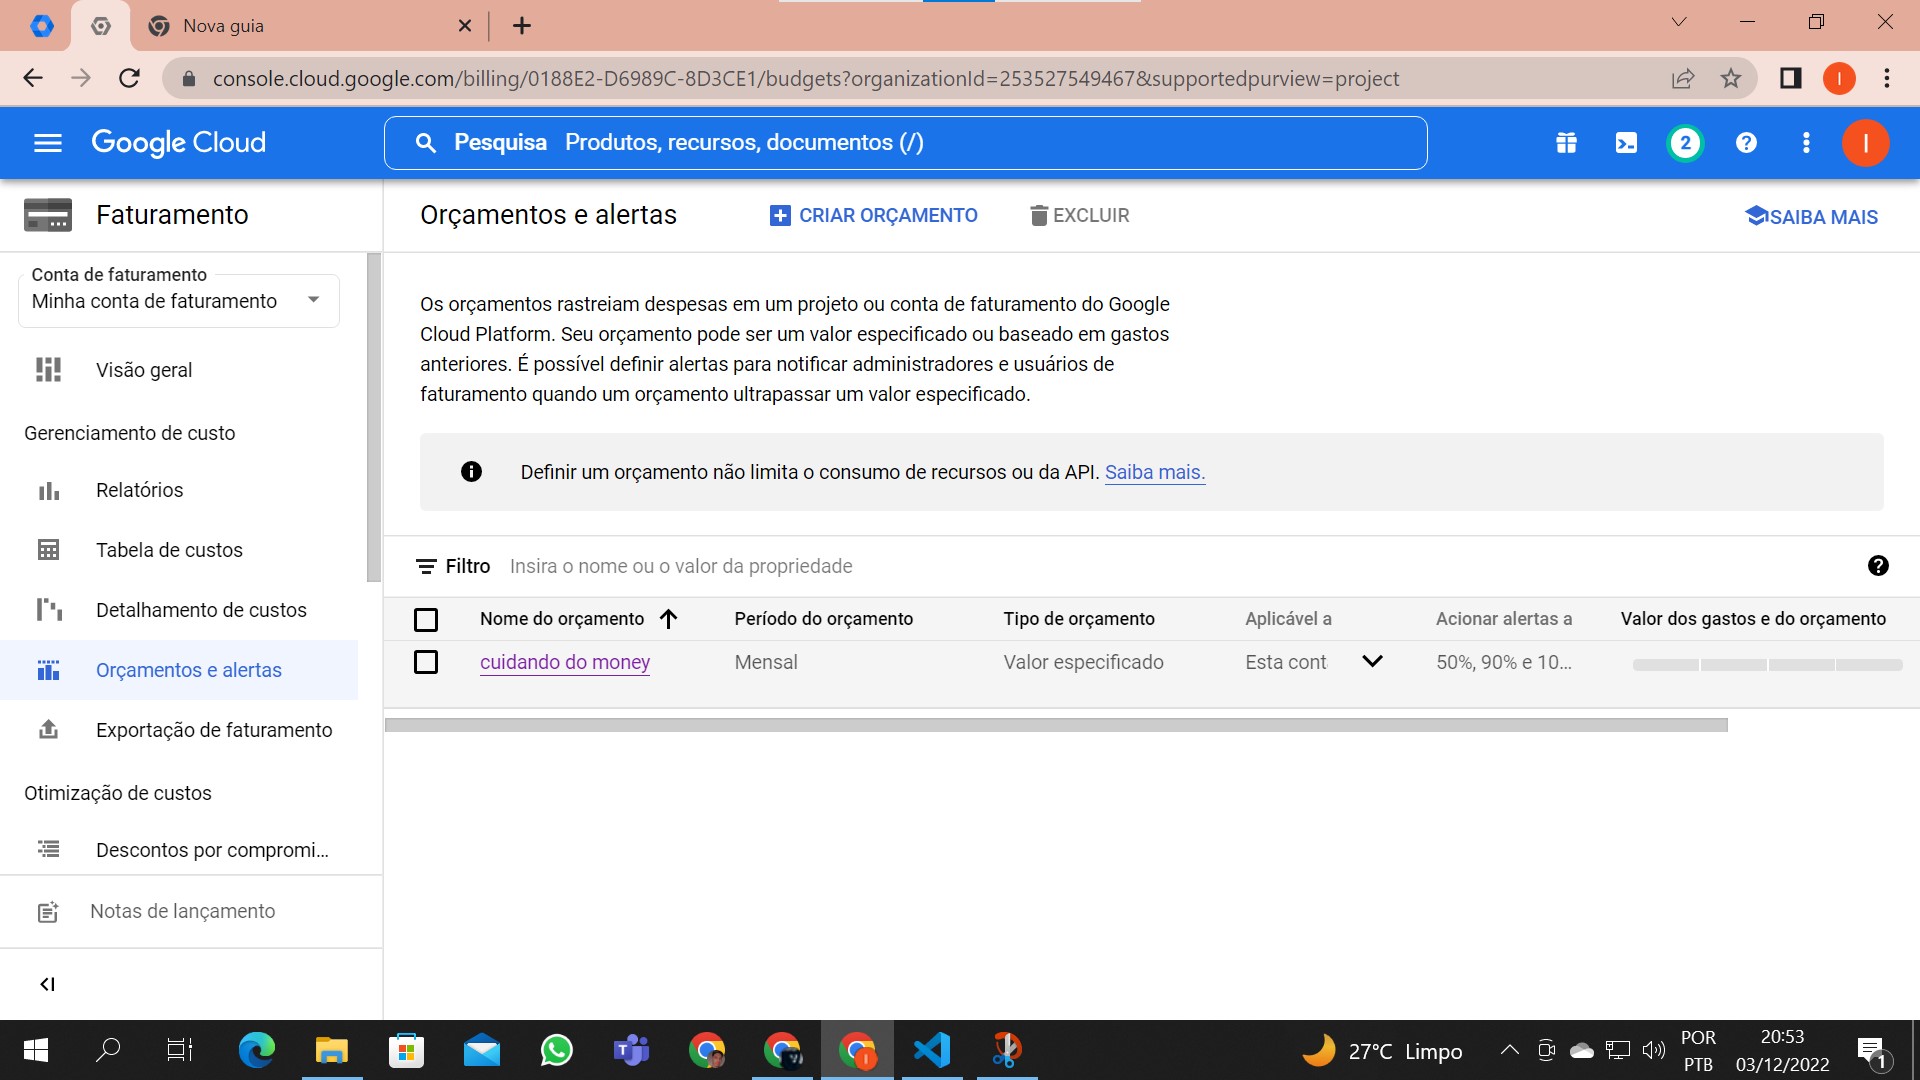 Nova guia
console.cloud.google.com/billing/0188E2-D6989C-8D3CE1/budgets?organizationId=253527549467&supportedpurview=project
I
Google Cloud
Pesquisa Produtos, recursos, documentos (/)
2
I
Faturamento
Orçamentos e alertas
CRIAR ORÇAMENTO
EXCLUIR
SAIBA MAIS
Conta de faturamento
Minha conta de faturamento
Visão geral
Gerenciamento de custo
Relatórios
Tabela de custos
Detalhamento de custos
Orçamentos e alertas
Exportação de faturamento
Otimização de custos
Descontos por compromi...
Notas de lançamento
Os orçamentos rastreiam despesas em um projeto ou conta de faturamento do Google
Cloud Platform. Seu orçamento pode ser um valor especificado ou baseado em gastos
anteriores. É possível definir alertas para notificar administradores e usuários de
faturamento quando um orçamento ultrapassar um valor especificado.
Definir um orçamento não limita o consumo de recursos ou da API. Saiba mais.
Filtro Insira o nome ou o valor da propriedade
Nome do orçamento Período do orçamento Tipo de orçamento Aplicável a Acionar alertas a Valor dos gastos e do orçamento
cuidando do money Mensal Valor especificado Esta cont 50%, 90% e 10...
27°C Limpo
POR
PTB
20:53
03/12/2022
1